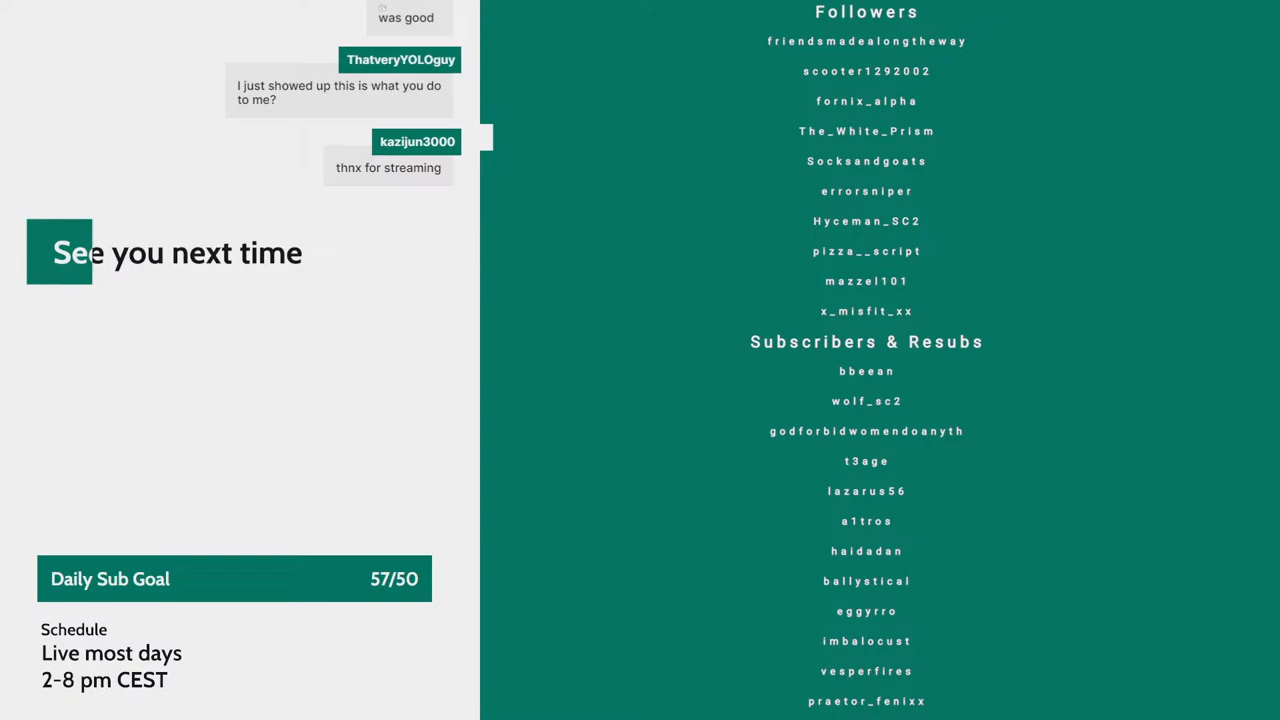 was good
ThatveryYOLOguy
I just showed up this is what you do
to me?
kazijun3000
thnx for streaming
See you next time
Daily Sub Goal 57/50
Schedule
Live most days
2-8 pm CEST
Followers
friendsmadealongtheway
scooter1292002
fornix_alpha
The_White_Prism
Socksandgoats
errorsniper
Hyceman_SC2
pizza__script
mazzel101
x_misfit_xx
Subscribers & Resubs
bbeean
wolf_sc2
godforbidwomendoanyth
t3age
lazarus56
a1tros
haidadan
ballystical
eggyrro
imbalocust
vesperfires
praetor_fenixx